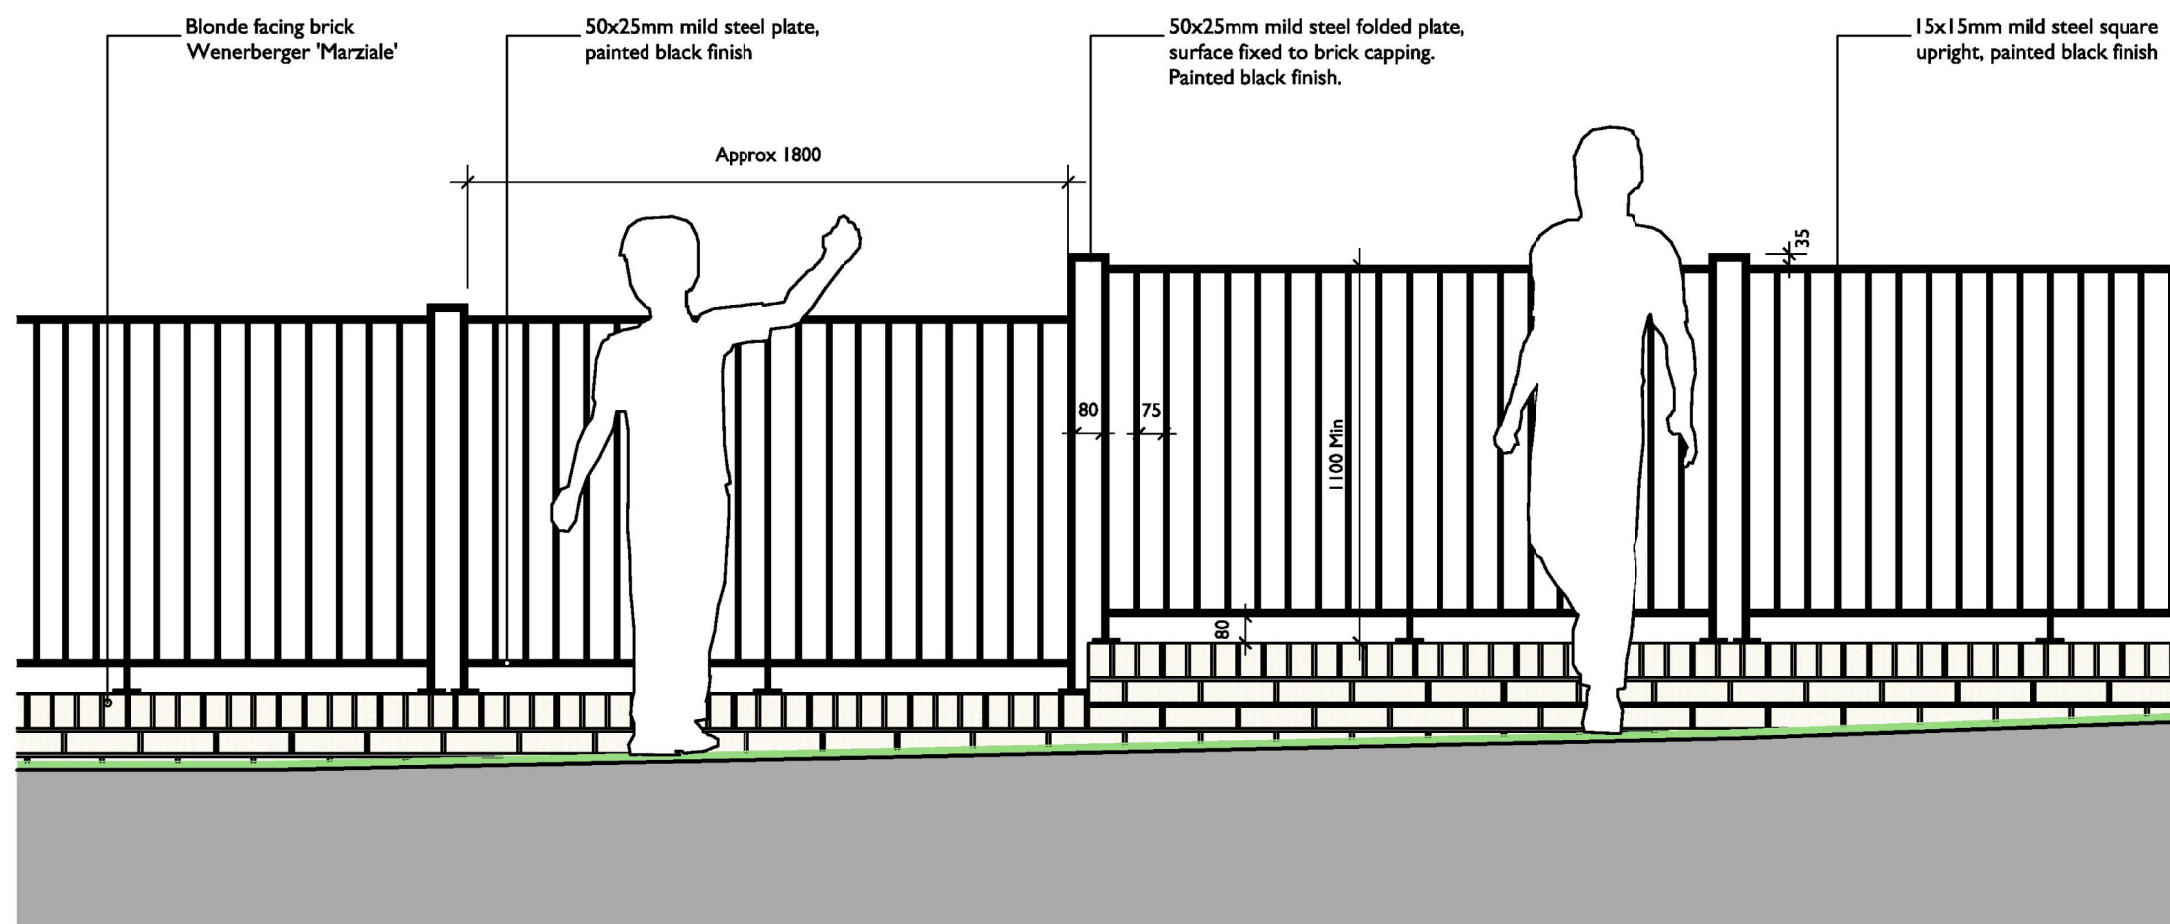 Blonde facing brick
Wenerberger 'Marziale'
50x25mm mild steel plate,
painted black finish
50x25mm mild steel folded plate,
surface fixed to brick capping.
Painted black finish.
15x15mm mild steel square
upright, painted black finish
Approx 1800
35
80
75
1100 Min
80